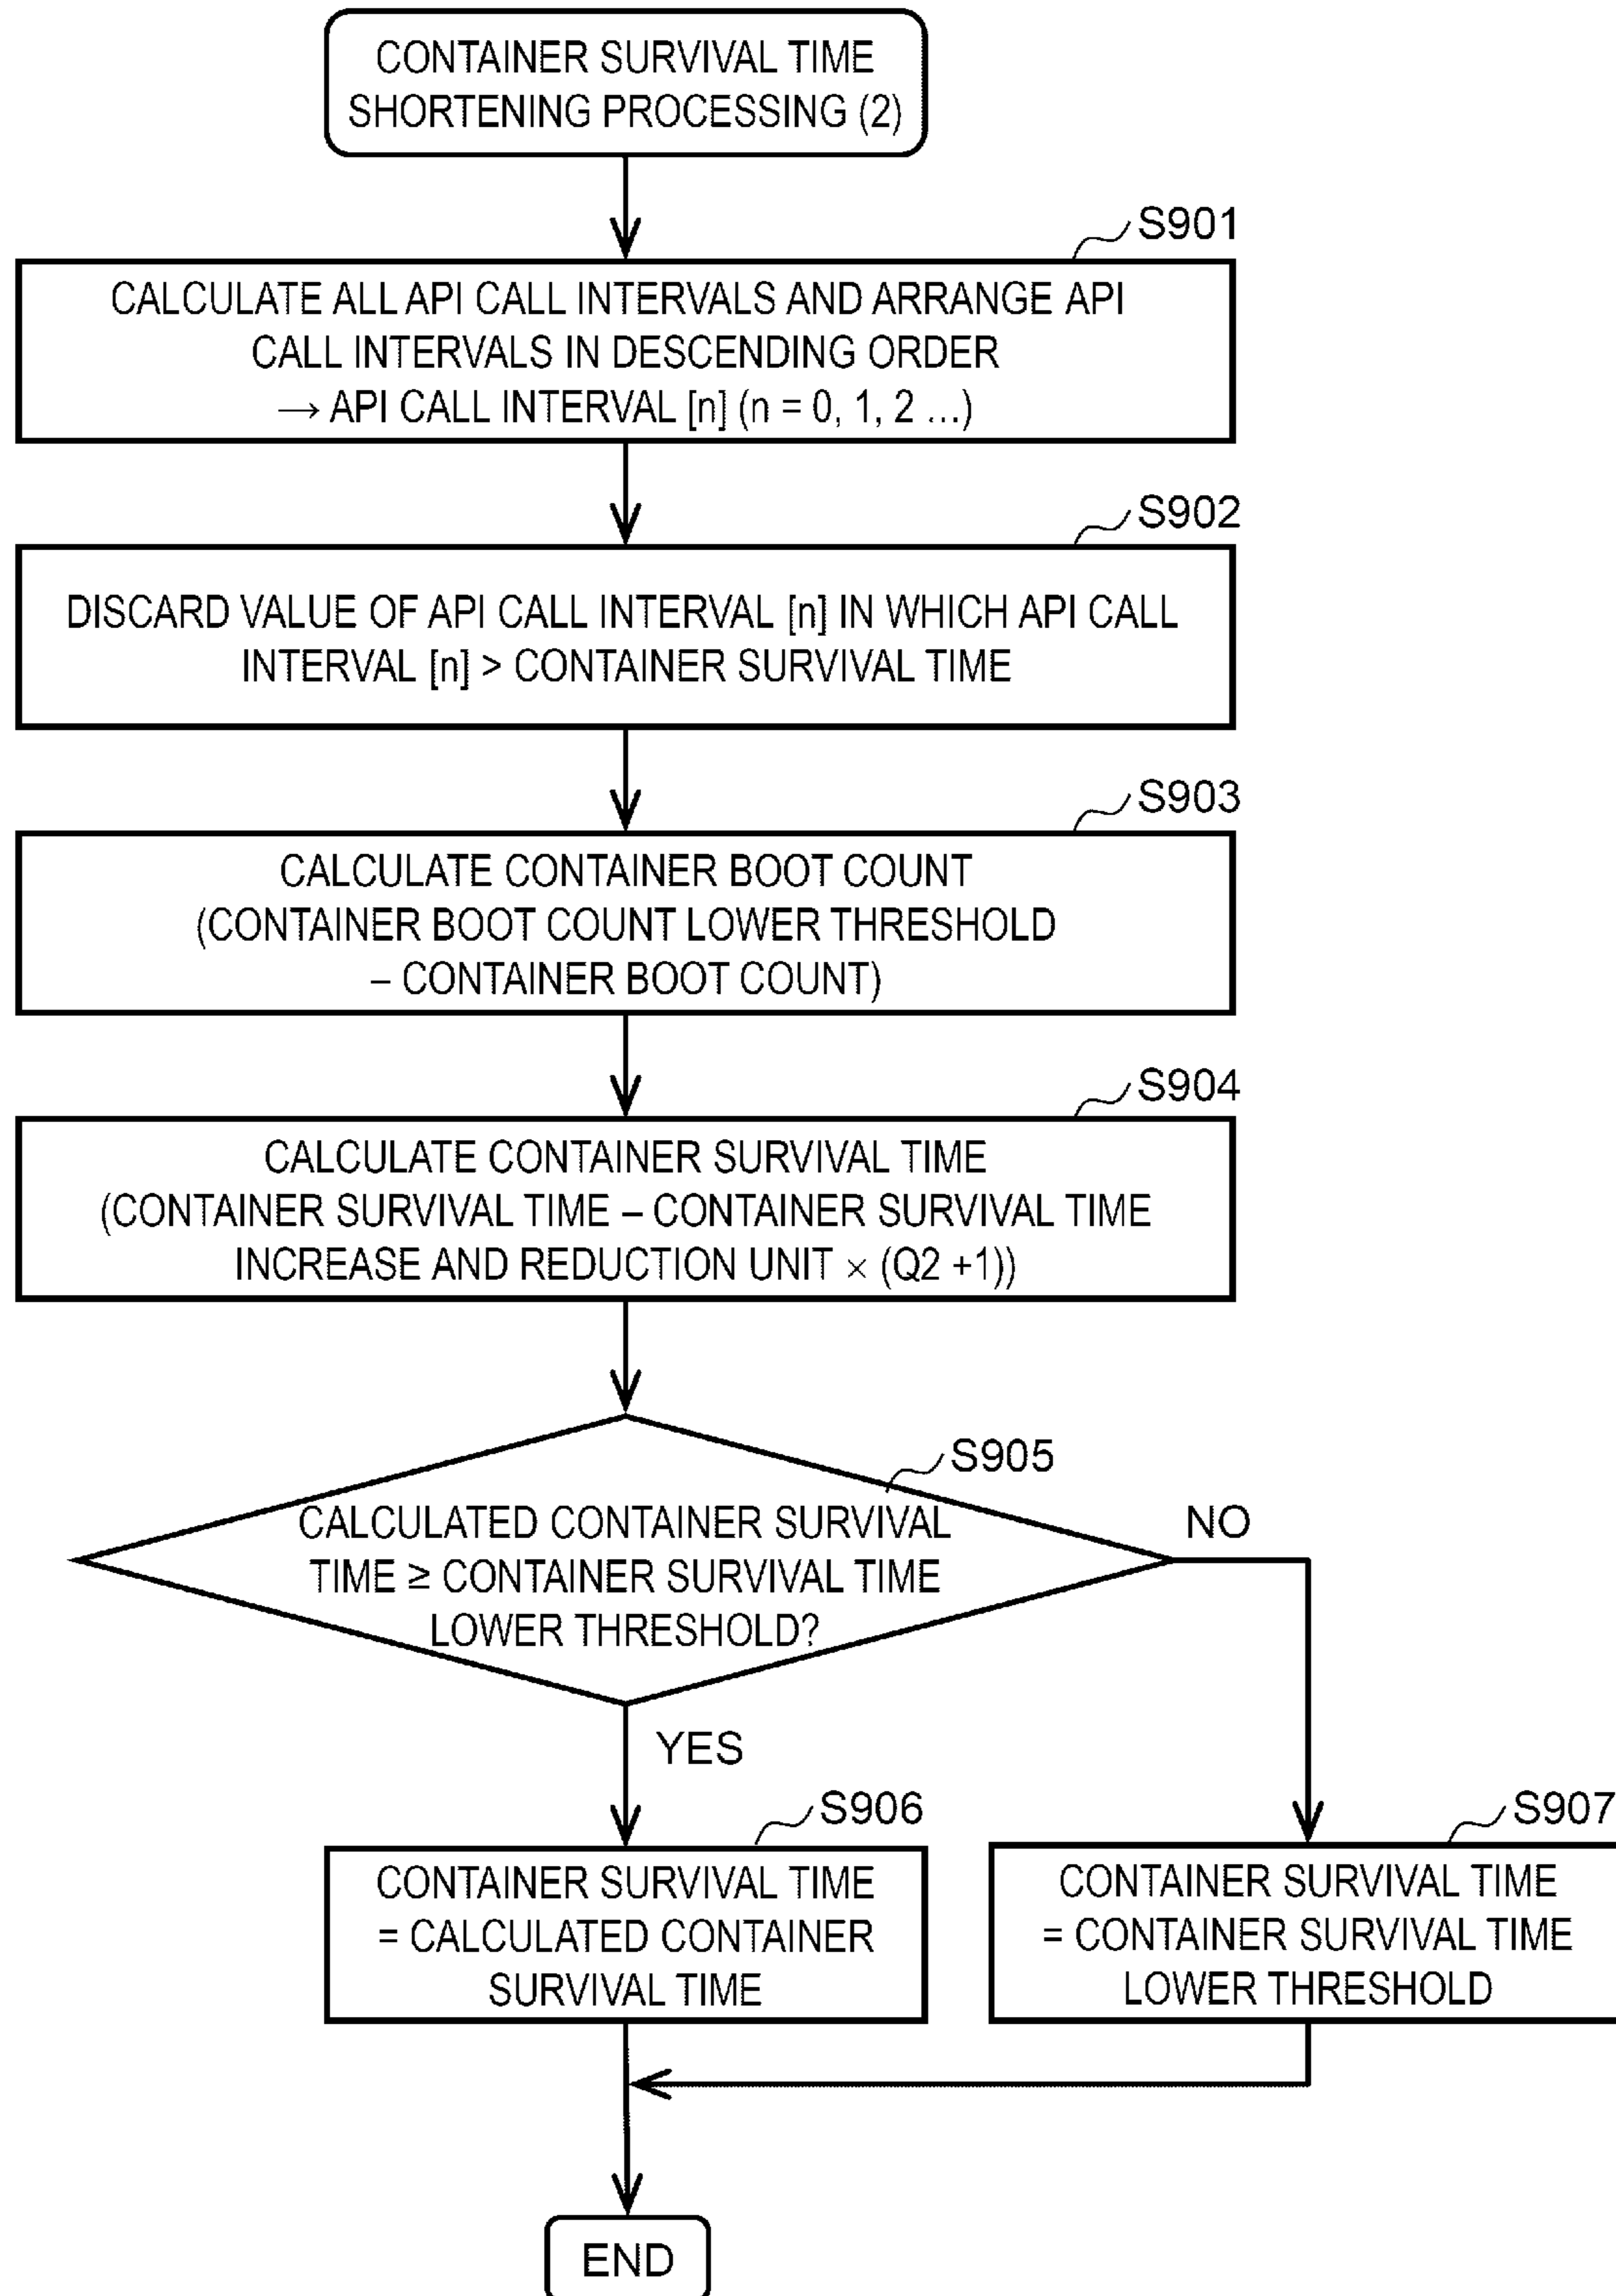 CONTAINER SURVIVAL TIME
SHORTENING PROCESSING (2)
S901
CALCULATE ALL API CALL INTERVALS AND ARRANGE API
CALL INTERVALS IN DESCENDING ORDER
→ API CALL INTERVAL [n] (n = 0, 1, 2 ...)
S902
DISCARD VALUE OF API CALL INTERVAL [n] IN WHICH API CALL
INTERVAL [n] > CONTAINER SURVIVAL TIME
S903
CALCULATE CONTAINER BOOT COUNT
(CONTAINER BOOT COUNT LOWER THRESHOLD
– CONTAINER BOOT COUNT)
S904
CALCULATE CONTAINER SURVIVAL TIME
(CONTAINER SURVIVAL TIME – CONTAINER SURVIVAL TIME
INCREASE AND REDUCTION UNIT × (Q2 +1))
S905
CALCULATED CONTAINER SURVIVAL
TIME ≥ CONTAINER SURVIVAL TIME
LOWER THRESHOLD?
NO
YES
S906
CONTAINER SURVIVAL TIME
= CALCULATED CONTAINER
SURVIVAL TIME
S907
CONTAINER SURVIVAL TIME
= CONTAINER SURVIVAL TIME
LOWER THRESHOLD
END